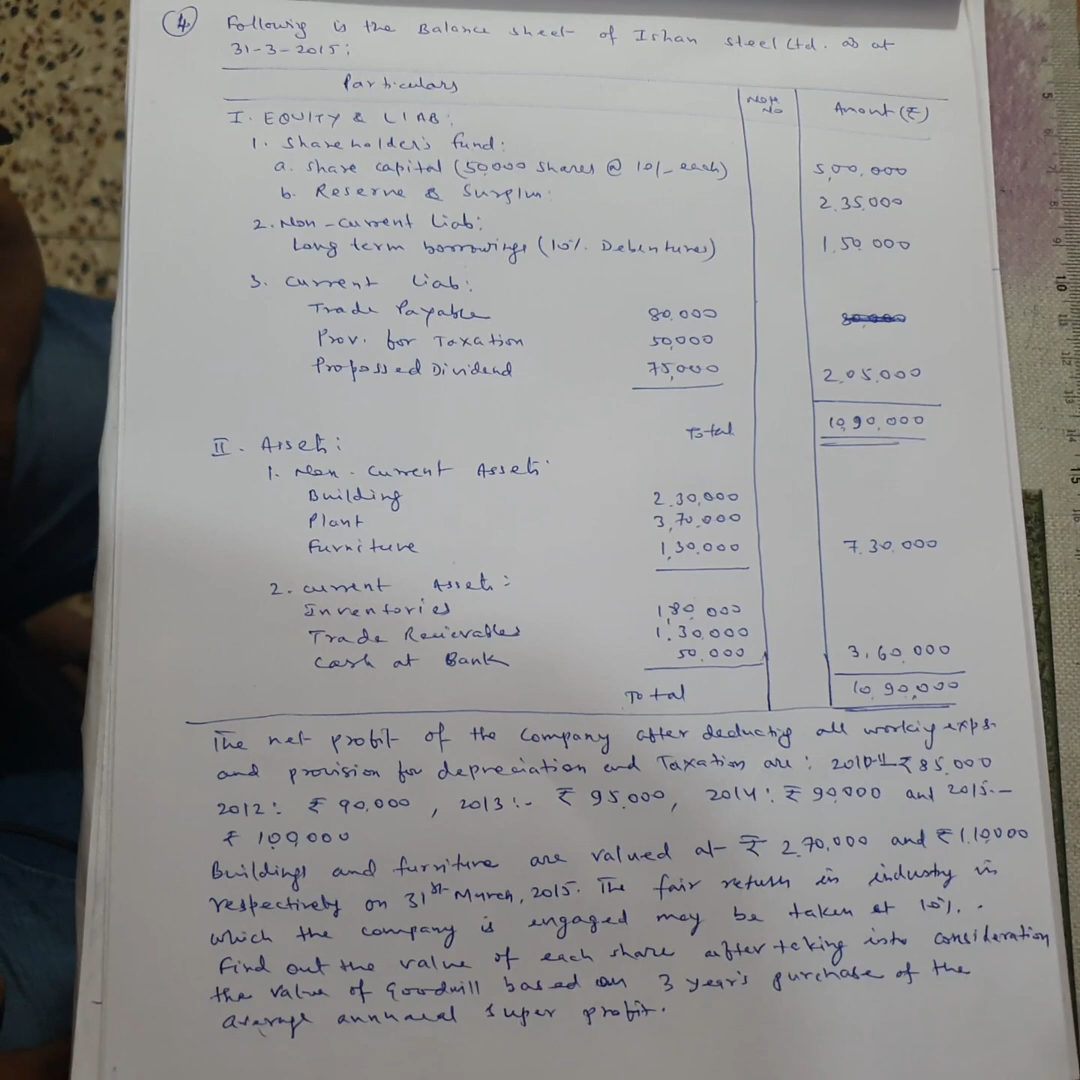 4 Following is the Balance sheet of Ishan Steel Ltd. as at
31-3-2015:
Particulars Note No Amount (₹)
I. EQUITY & LIAB:
1. Share holder's fund:
a. Share capital (50,000 shares @ 10/- each) 5,00,000
b. Reserve & Surplus: 2,35,000
2. Non-current Liab:
Long term borrowings (10% Debentures) 1,50,000
3. Current Liab:
Trade Payable 80,000
Prov. for Taxation 50,000
Propossed Dividend 75,000 2,05,000
Total 10,90,000
II. Assets:
1. Non-Current Assets:
Building 2,30,000
Plant 3,70,000
Furniture 1,30,000 7,30,000
2. Current Assets:
Inventories 1,80,000
Trade Recievables 1,30,000
Cash at Bank 50,000 3,60,000
Total 10,90,000
The net profit of the company after deducting all working exps.
and provision for depreciation and Taxation are: 2010-11 ₹ 85,000
2012: ₹ 90,000, 2013:- ₹ 95,000, 2014: ₹ 90,000 and 2015:-
₹ 1,00,000
Buildings and furniture are valued at ₹ 2,70,000 and ₹ 1,10,000
respectively on 31st March, 2015. The fair return in industry in
which the company is engaged may be taken at 10%.
Find out the value of each share after taking into consideration
the value of Goodwill based on 3 year's purchase of the
average annual super profit.